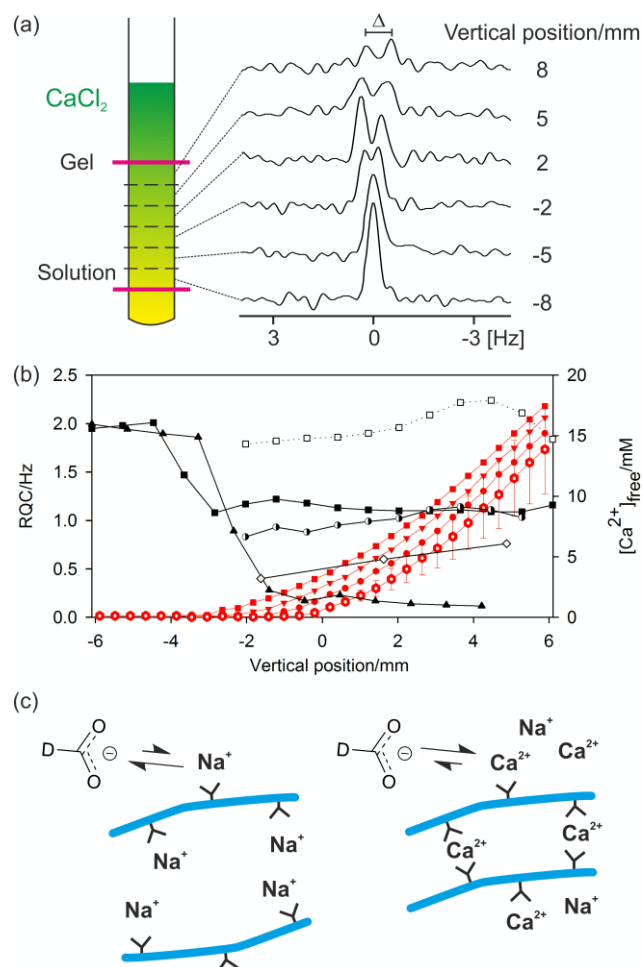 (a)
Δ
Vertical position/mm
CaCl₂
Gel
Solution
8
5
2
-2
-5
-8
3 0 -3 [Hz]
(b)
2.5
2.0
1.5
1.0
0.5
0.0
RQC/Hz
20
15
10
5
0
[Ca²⁺]free/mM
-6 -4 -2 0 2 4 6
Vertical position/mm
(c)
O
D
O
−
Na⁺
Na⁺
Na⁺
Na⁺
Na⁺
O
D
O
−
Na⁺
Ca²⁺
Ca²⁺
Ca²⁺
Ca²⁺
Ca²⁺
Na⁺